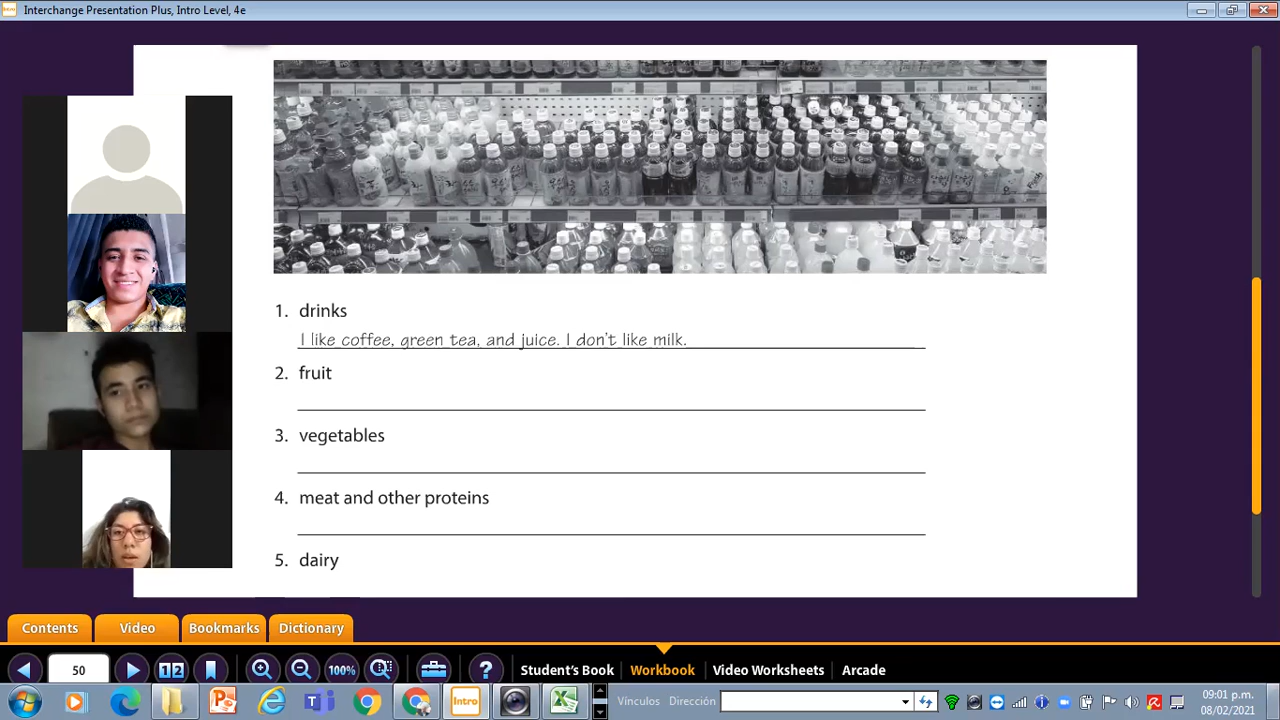 Interchange Presentation Plus, Intro Level, 4e
1. drinks
I like coffee, green tea, and juice. I don't like milk.
2. fruit
3. vegetables
4. meat and other proteins
5. dairy
Contents Video Bookmarks Dictionary
50 12 100% ? Student's Book Workbook Video Worksheets Arcade
Intro Vínculos Dirección 09:01 p.m.
08/02/2021